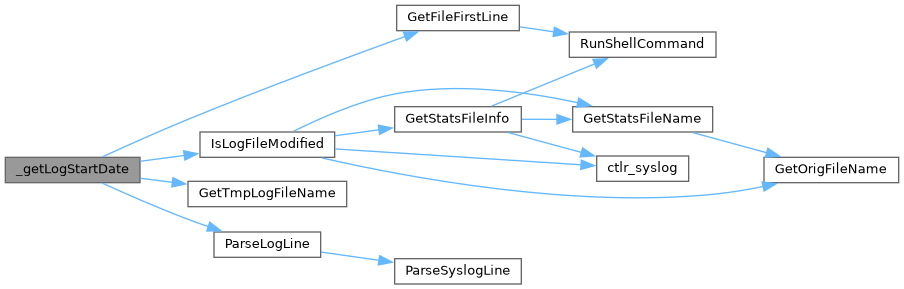 GetFileFirstLine
RunShellCommand
GetStatsFileInfo
GetStatsFileName
IsLogFileModified
ctlr_syslog
_getLogStartDate
GetOrigFileName
GetTmpLogFileName
ParseLogLine
ParseSyslogLine